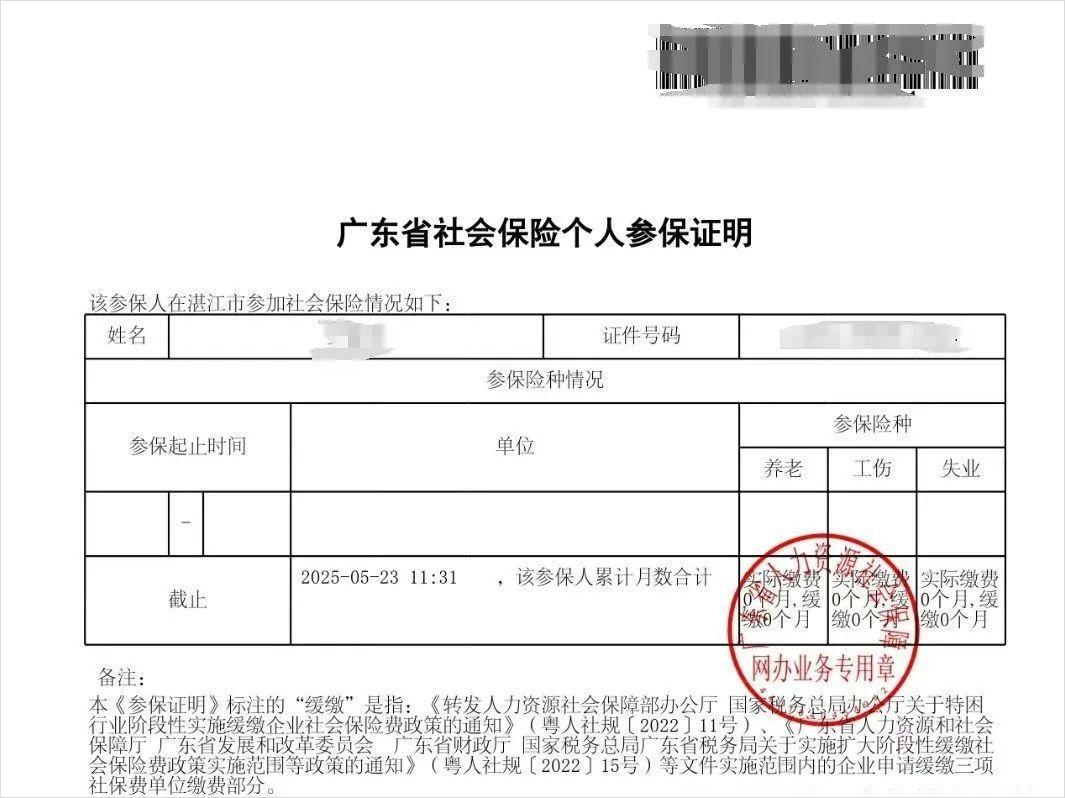 广东省社会保险个人参保证明
该参保人在湛江市参加社会保险情况如下：
姓名
证件号码
参保险种情况
参保起止时间
单位
参保险种
养老
工伤
失业
-
截止
2025-05-23 11:31 ，该参保人累计月数合计
实际缴费
0个月,缓
缴0个月
实际缴费
0个月,缓
缴0个月
实际缴费
0个月,缓
缴0个月
广东省人力资源社会保障
网办业务专用章
备注：
本《参保证明》标注的“缓缴”是指：《转发人力资源社会保障部办公厅 国家税务总局办公厅关于特困
行业阶段性实施缓缴企业社会保险费政策的通知》（粤人社规〔2022〕11号）、《广东省人力资源和社会
保障厅 广东省发展和改革委员会 广东省财政厅 国家税务总局广东省税务局关于实施扩大阶段性缓缴社
会保险费政策实施范围等政策的通知》（粤人社规〔2022〕15号）等文件实施范围内的企业申请缓缴三项
社保费单位缴费部分。